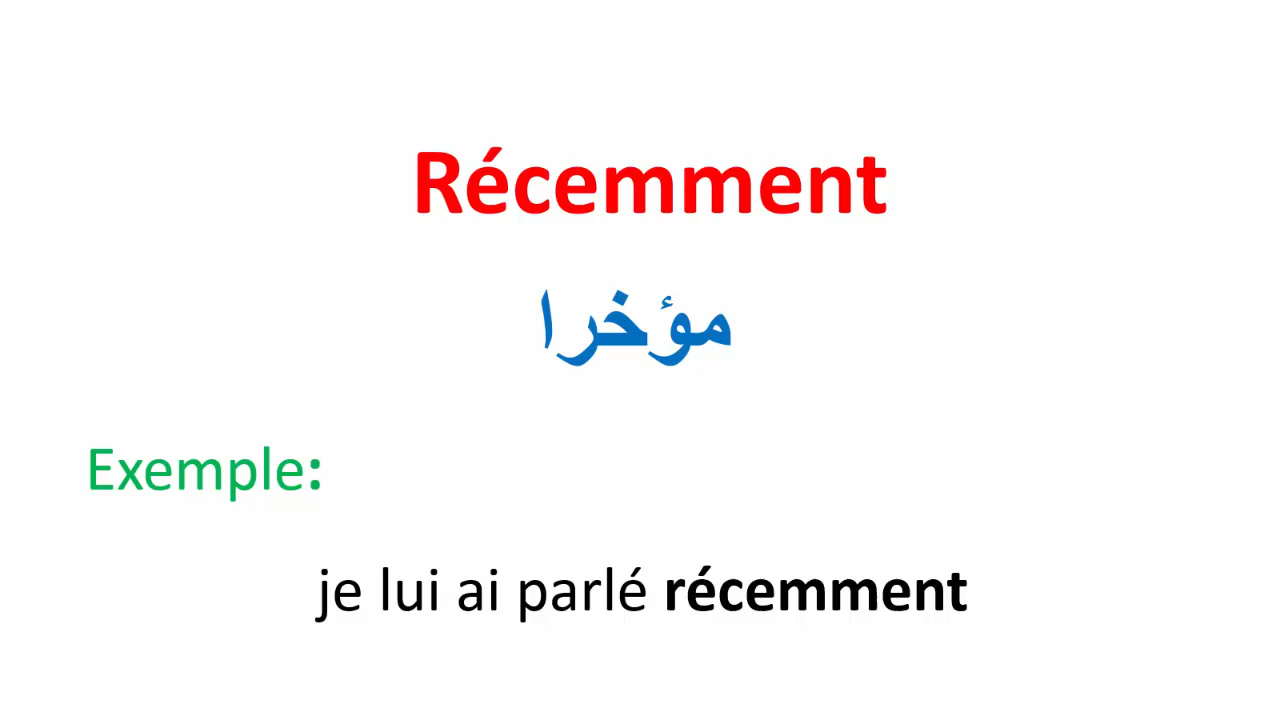 Récemment
مؤخرا
Exemple:
je lui ai parlé récemment